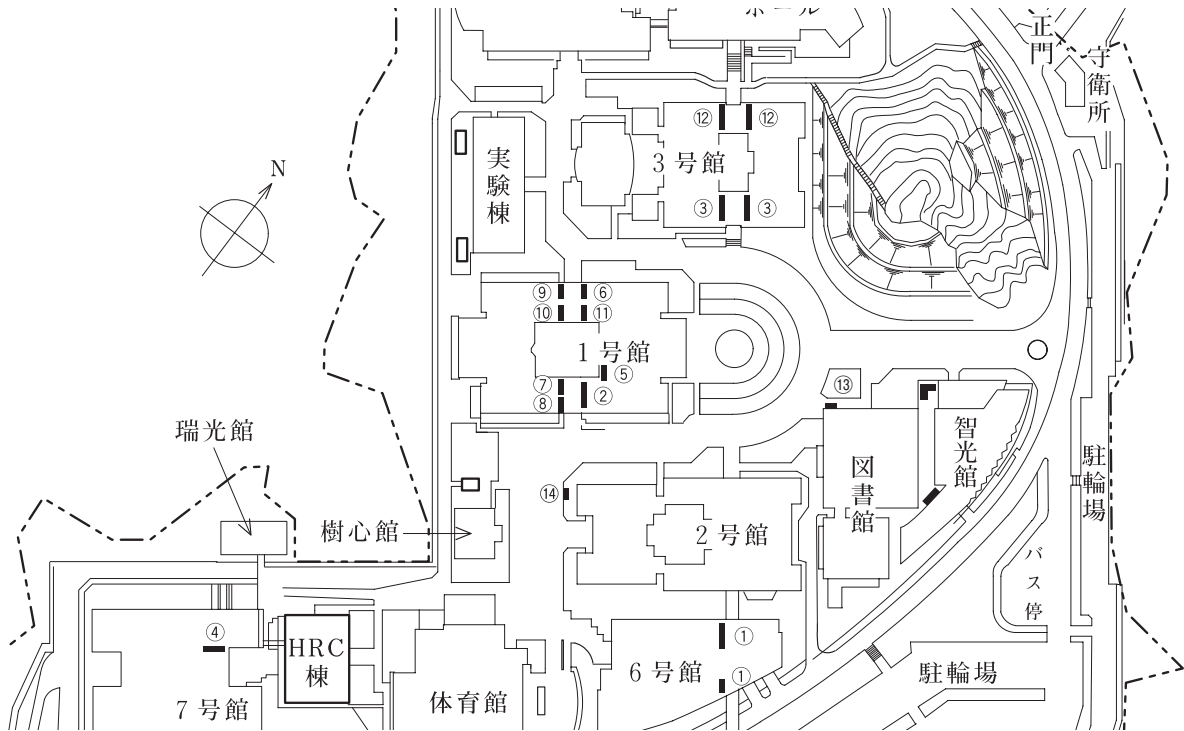 ホール
正門
守衛所
⑫
⑫
3号館
実験棟
③
③
N
⑨
⑥
⑩
⑪
1号館
⑤
⑦
②
⑧
⑬
瑞光館
智光館
図書館
駐輪場
⑭
樹心館
2号館
バス停
④
①
HRC
棟
6号館
①
駐輪場
体育館
7号館